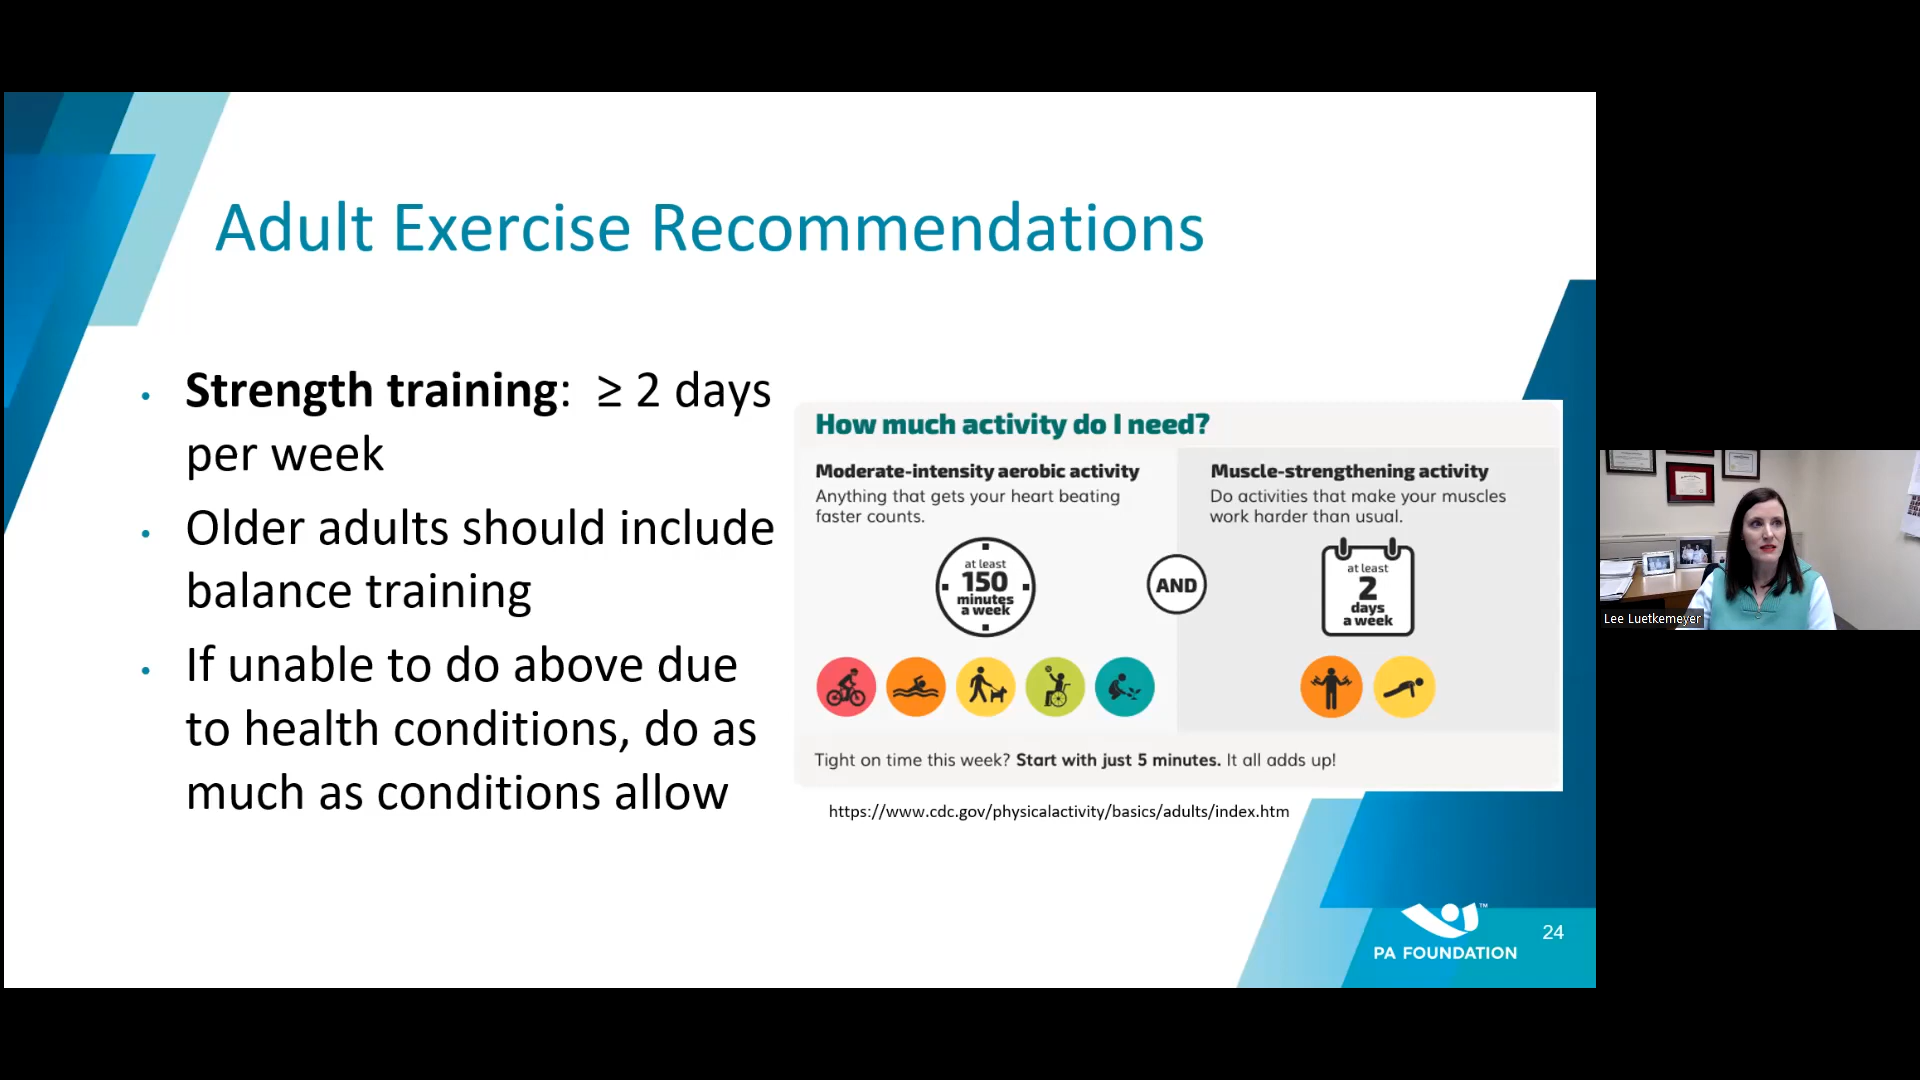 Adult Exercise Recommendations
• Strength training:  ≥ 2 days
per week
• Older adults should include
balance training
• If unable to do above due
to health conditions, do as
much as conditions allow
How much activity do I need?
Moderate-intensity aerobic activity
Anything that gets your heart beating
faster counts.
at least
150
minutes
a week
AND
Muscle-strengthening activity
Do activities that make your muscles
work harder than usual.
at least
2
days
a week
Tight on time this week? Start with just 5 minutes. It all adds up!
https://www.cdc.gov/physicalactivity/basics/adults/index.htm
™
PA FOUNDATION
24
Lee Luetkemeyer